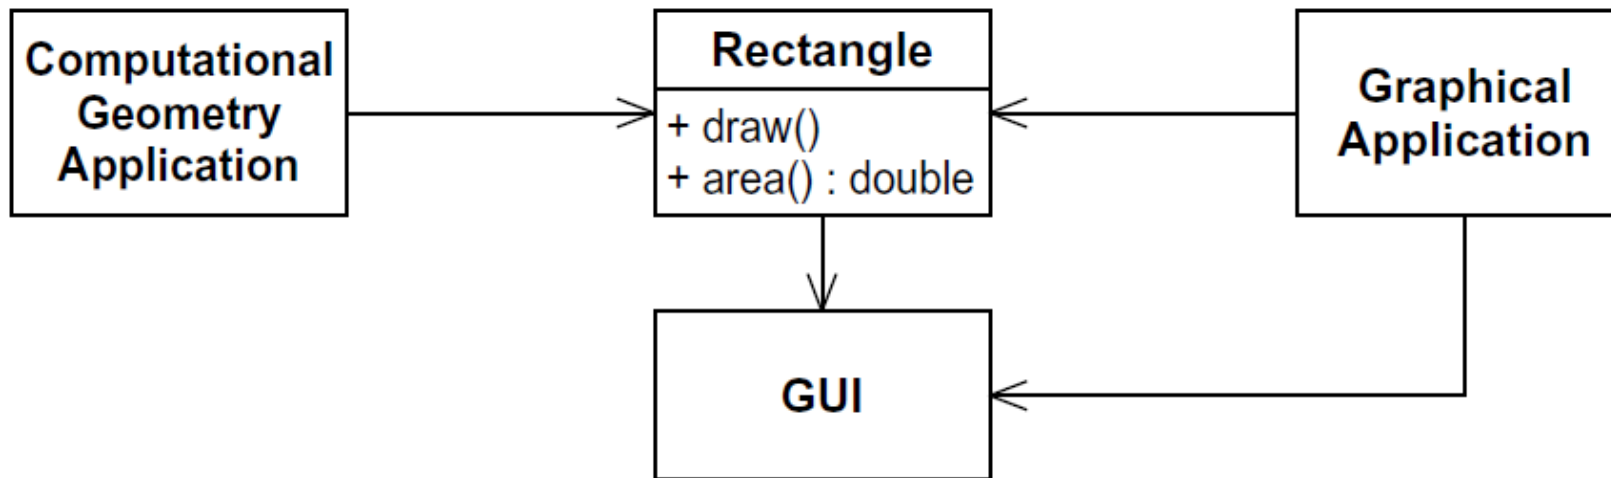 Computational
Geometry
Application
Rectangle
+ draw()
+ area() : double
Graphical
Application
GUI